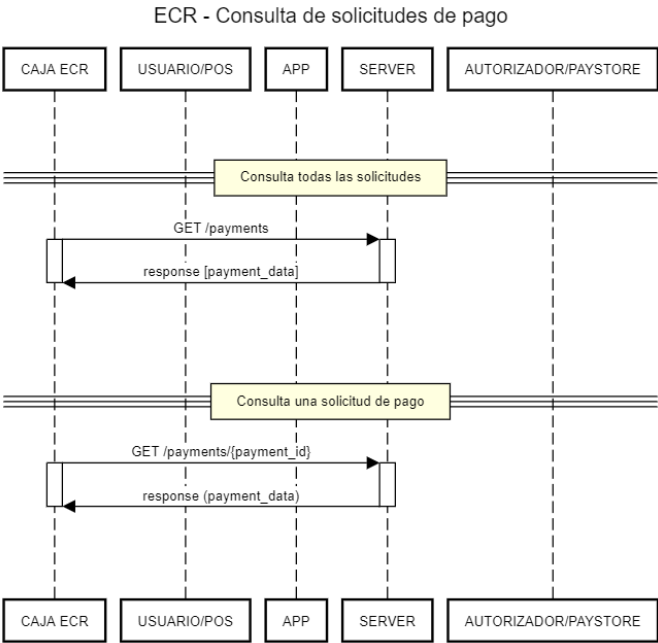 ECR - Consulta de solicitudes de pago
CAJA ECR
USUARIO/POS
APP
SERVER
AUTORIZADOR/PAYSTORE
Consulta todas las solicitudes
GET /payments
response [payment_data]
Consulta una solicitud de pago
GET /payments/{payment_id}
response (payment_data)
CAJA ECR
USUARIO/POS
APP
SERVER
AUTORIZADOR/PAYSTORE